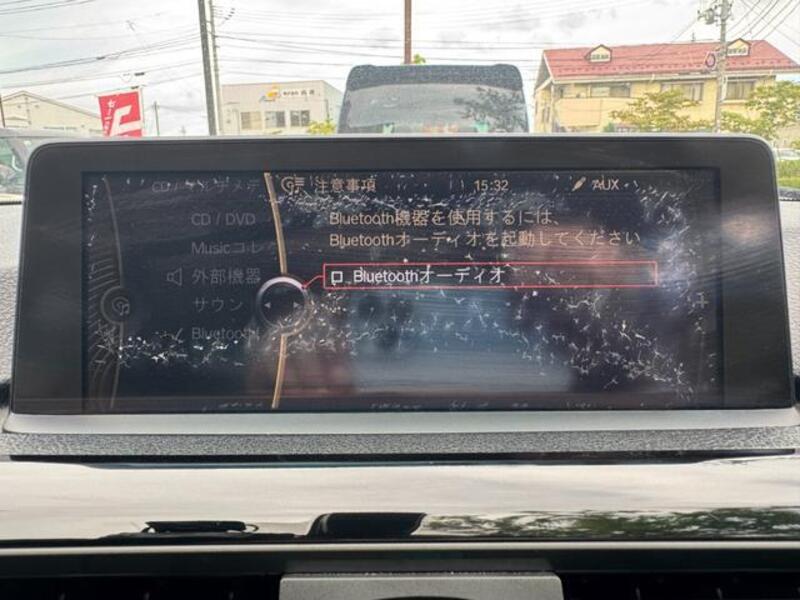 CD / マルチメデ
注意事項
15:32
AUX
CD / DVD
Musicコレ
外部機器
サウン
Bluetooth
Bluetooth機器を使用するには、
Bluetoothオーディオを起動してください
Bluetoothオーディオ